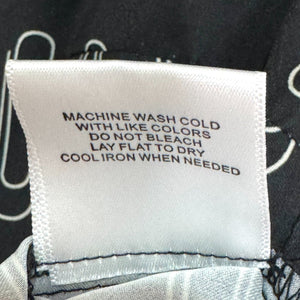 MACHINE WASH COLD
WITH LIKE COLORS
DO NOT BLEACH
LAY FLAT TO DRY
COOL IRON WHEN NEEDED